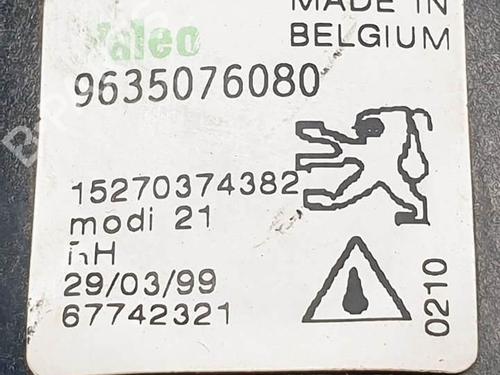 MADE IN
Valeo
BELGIUM
9635076080
15270374382
modi 21
29/03/99
67742321
0210